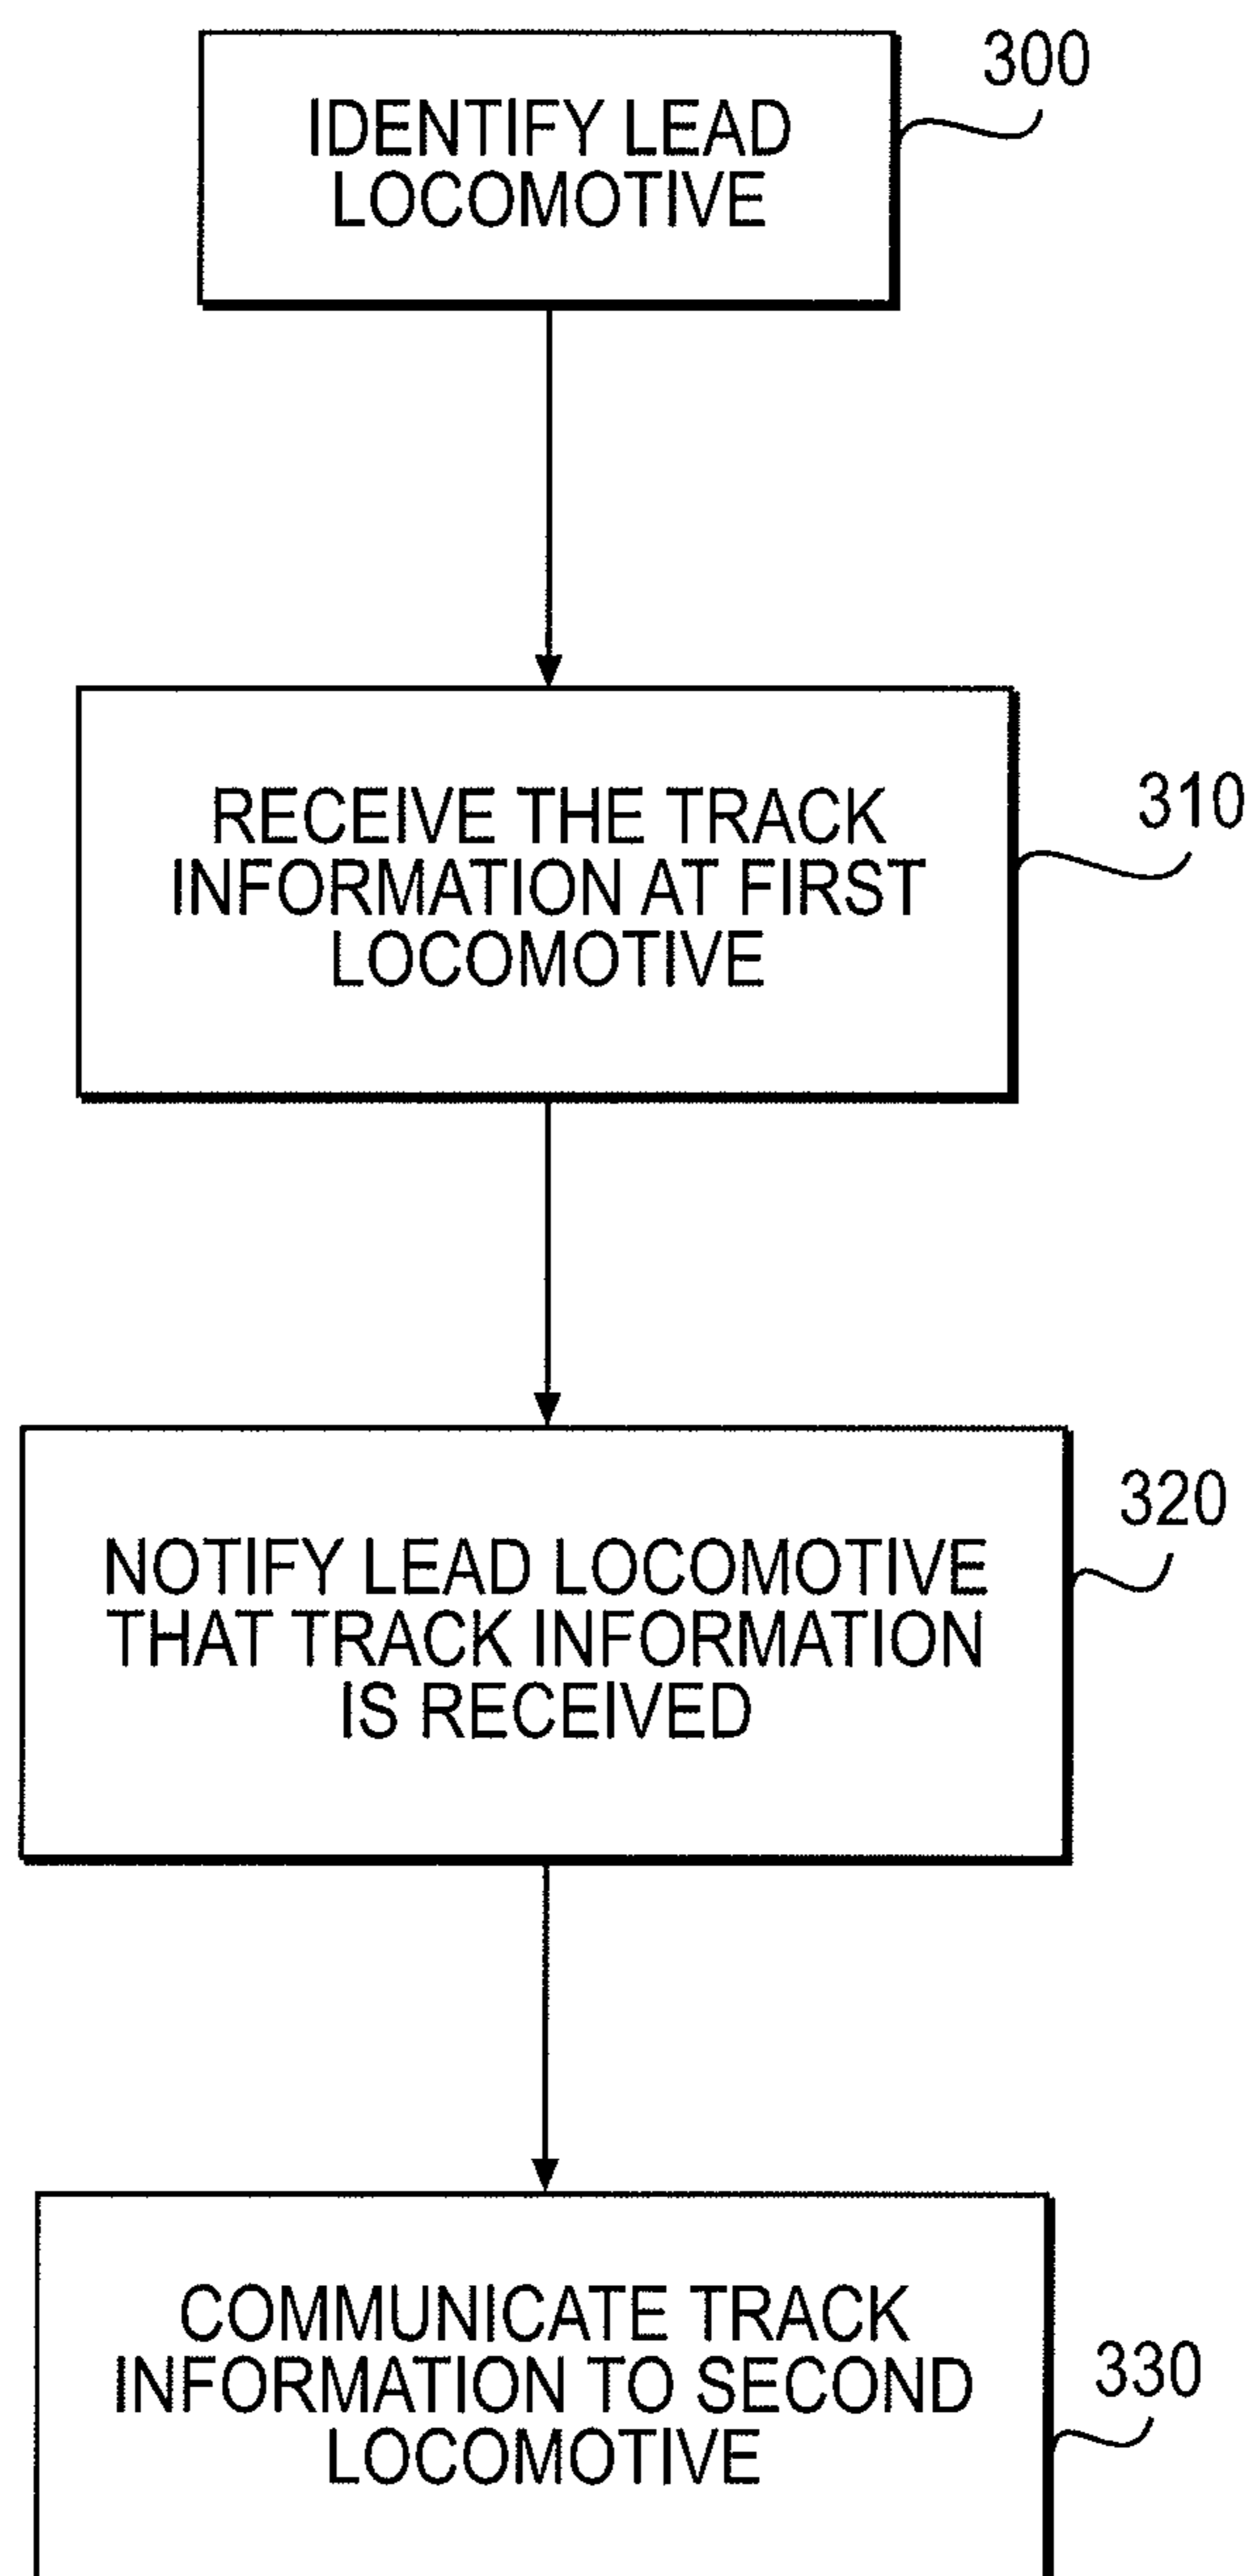 300
IDENTIFY LEAD
LOCOMOTIVE
310
RECEIVE THE TRACK
INFORMATION AT FIRST
LOCOMOTIVE
320
NOTIFY LEAD LOCOMOTIVE
THAT TRACK INFORMATION
IS RECEIVED
330
COMMUNICATE TRACK
INFORMATION TO SECOND
LOCOMOTIVE